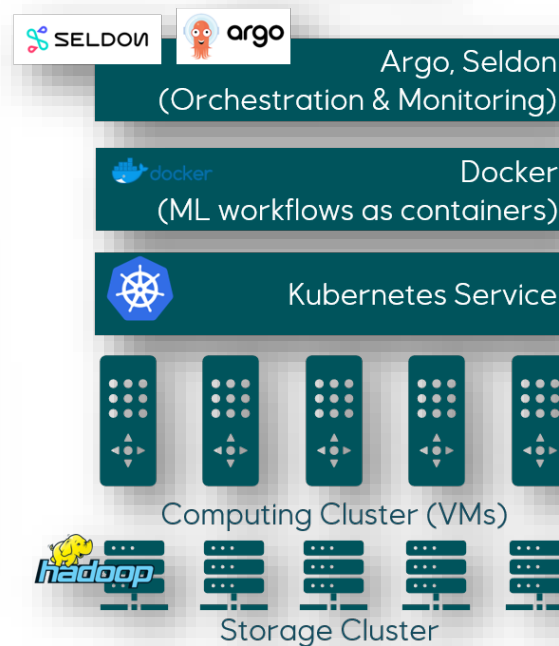 SELDON
argo
Argo, Seldon
(Orchestration & Monitoring)
docker
Docker
(ML workflows as containers)
Kubernetes Service
Computing Cluster (VMs)
hadoop
Storage Cluster